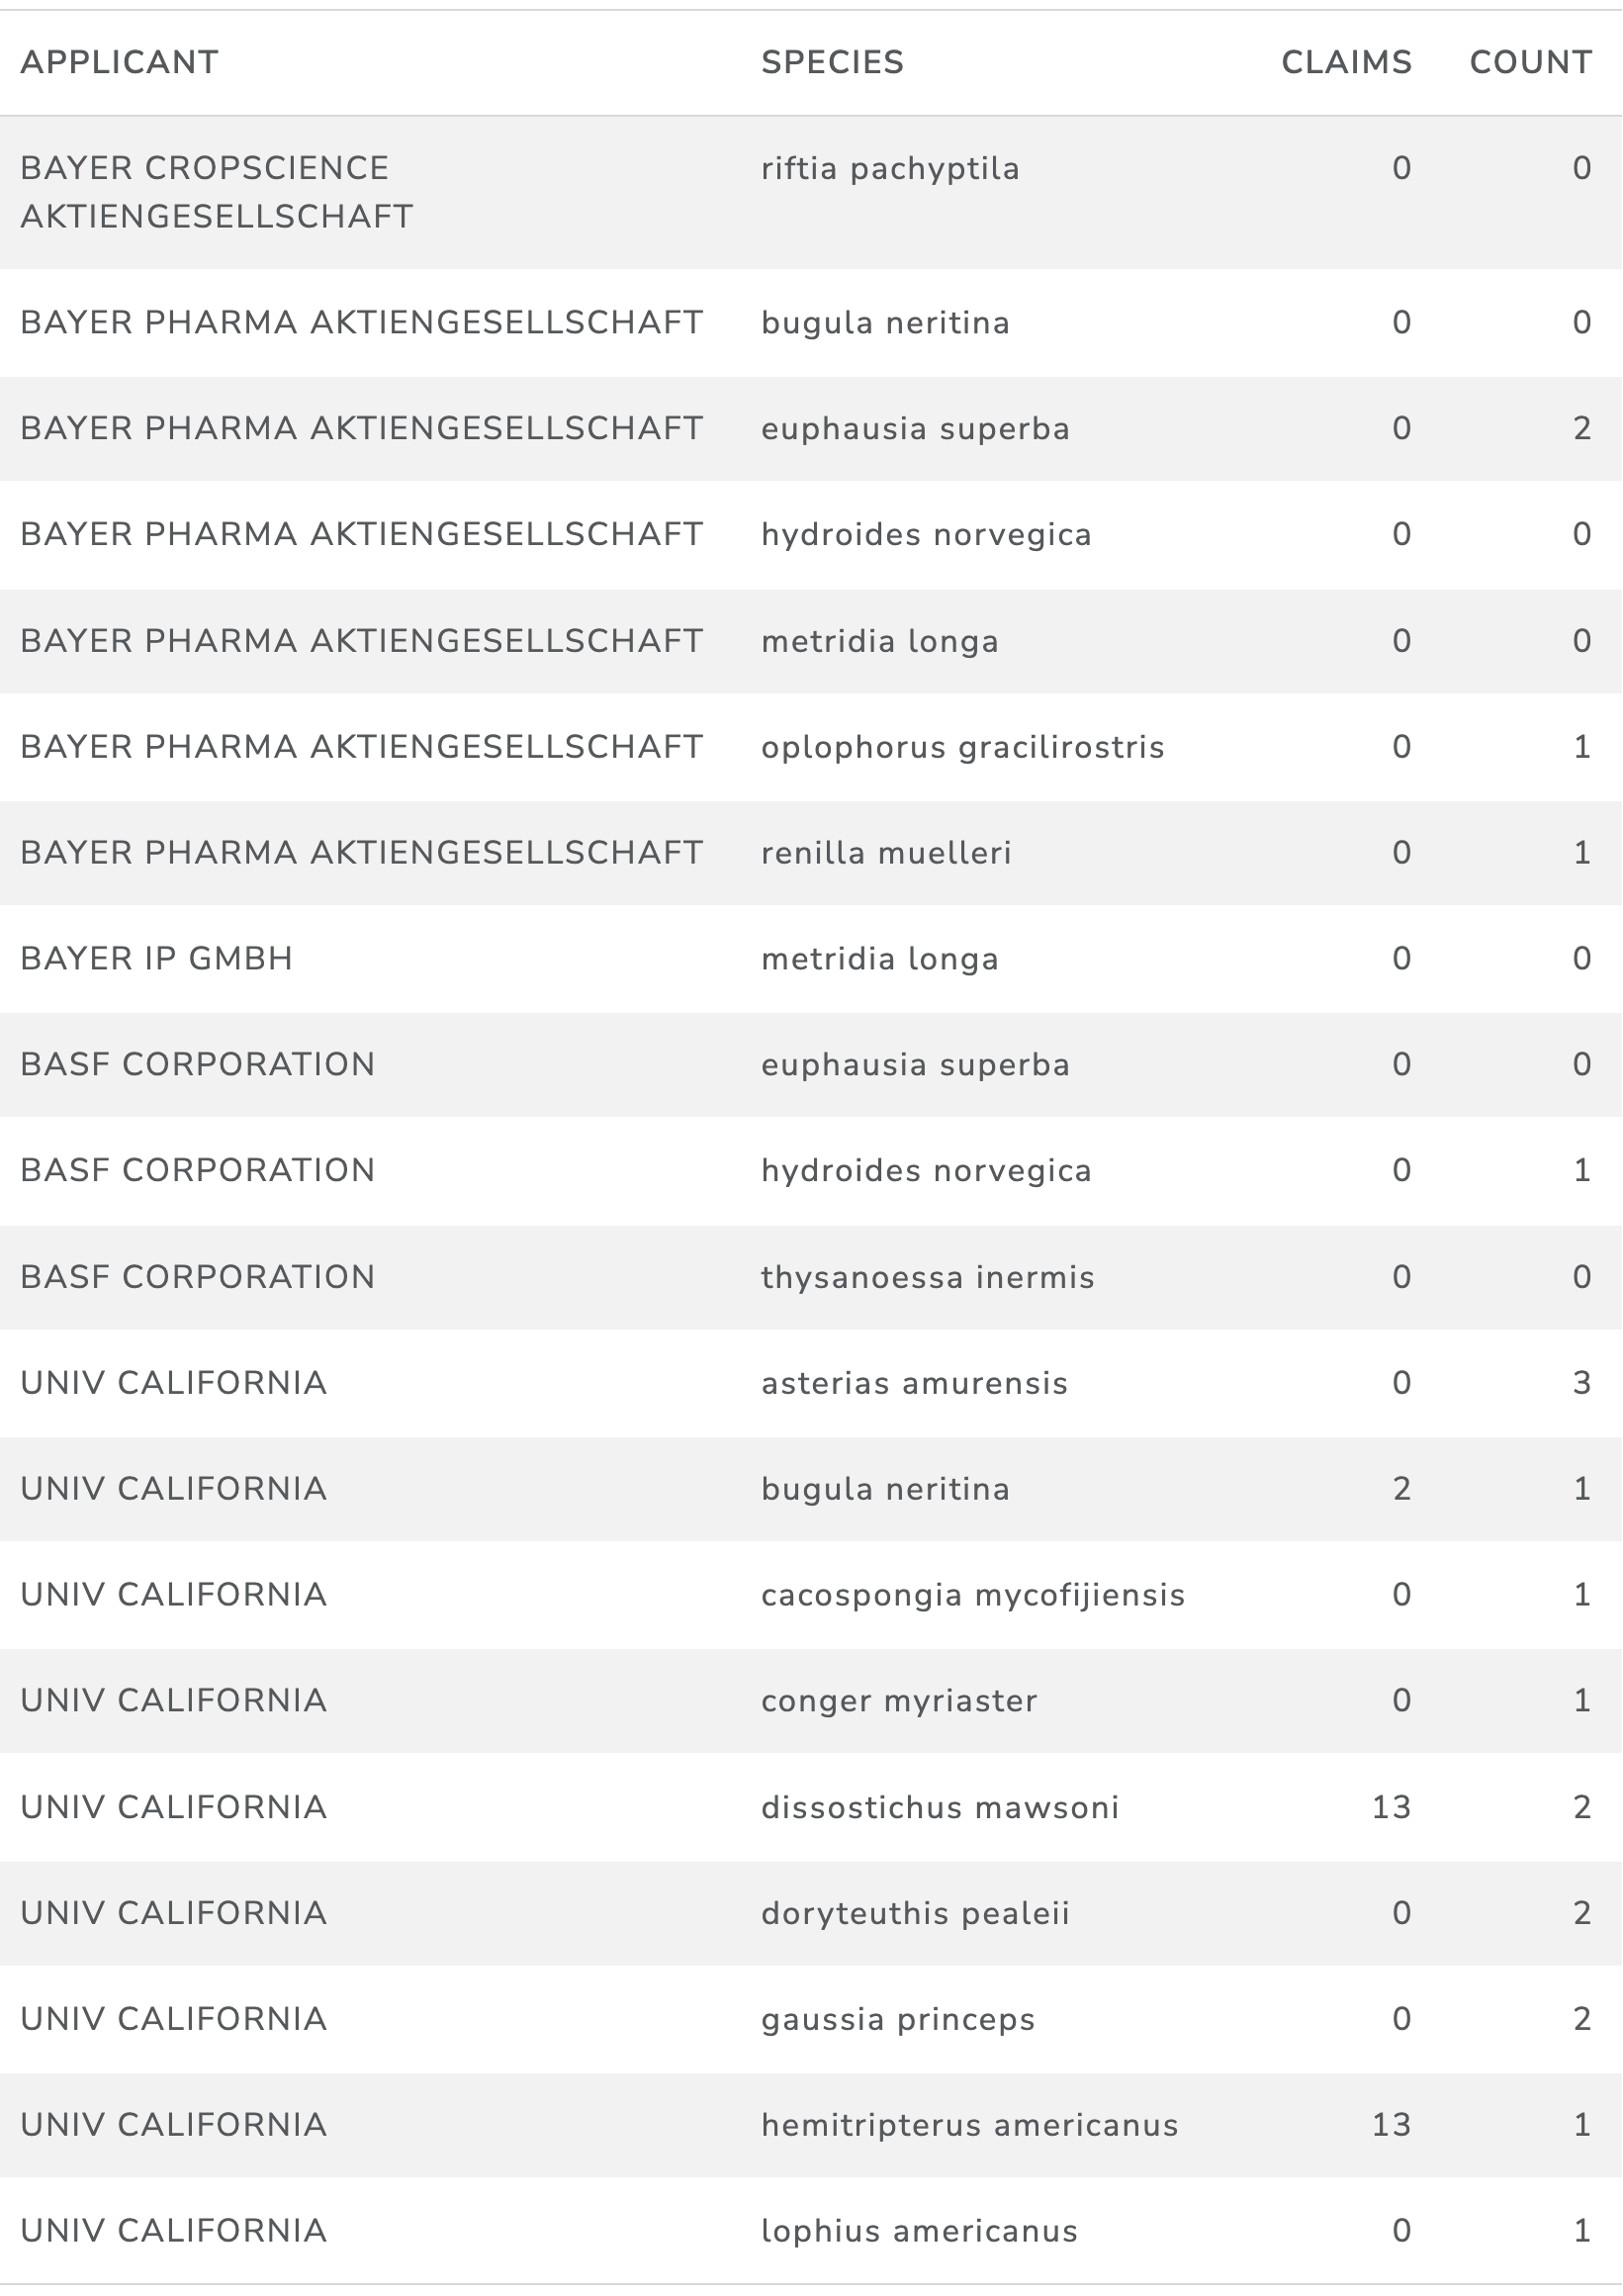 APPLICANT SPECIES CLAIMS COUNT
BAYER CROPSCIENCE riftia pachyptila 0 0
AKTIENGESELLSCHAFT
BAYER PHARMA AKTIENGESELLSCHAFT bugula neritina 0 0
BAYER PHARMA AKTIENGESELLSCHAFT euphausia superba 0 2
BAYER PHARMA AKTIENGESELLSCHAFT hydroides norvegica 0 0
BAYER PHARMA AKTIENGESELLSCHAFT metridia longa 0 0
BAYER PHARMA AKTIENGESELLSCHAFT oplophorus gracilirostris 0 1
BAYER PHARMA AKTIENGESELLSCHAFT renilla muelleri 0 1
BAYER IP GMBH metridia longa 0 0
BASF CORPORATION euphausia superba 0 0
BASF CORPORATION hydroides norvegica 0 1
BASF CORPORATION thysanoessa inermis 0 0
UNIV CALIFORNIA asterias amurensis 0 3
UNIV CALIFORNIA bugula neritina 2 1
UNIV CALIFORNIA cacospongia mycofijiensis 0 1
UNIV CALIFORNIA conger myriaster 0 1
UNIV CALIFORNIA dissostichus mawsoni 13 2
UNIV CALIFORNIA doryteuthis pealeii 0 2
UNIV CALIFORNIA gaussia princeps 0 2
UNIV CALIFORNIA hemitripterus americanus 13 1
UNIV CALIFORNIA lophius americanus 0 1